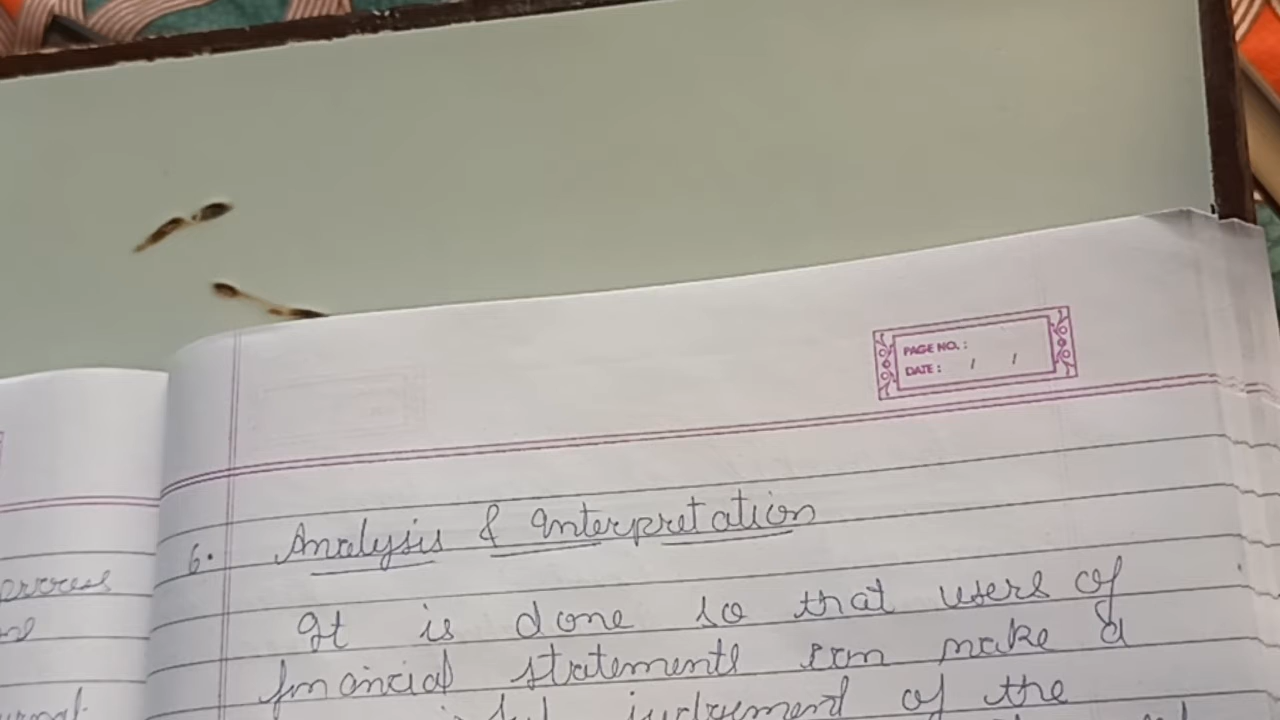 PAGE NO. :
DATE : / /
6. Analysis & Interpretation
It is done so that users of
financial statements can make a
judgement of the
process